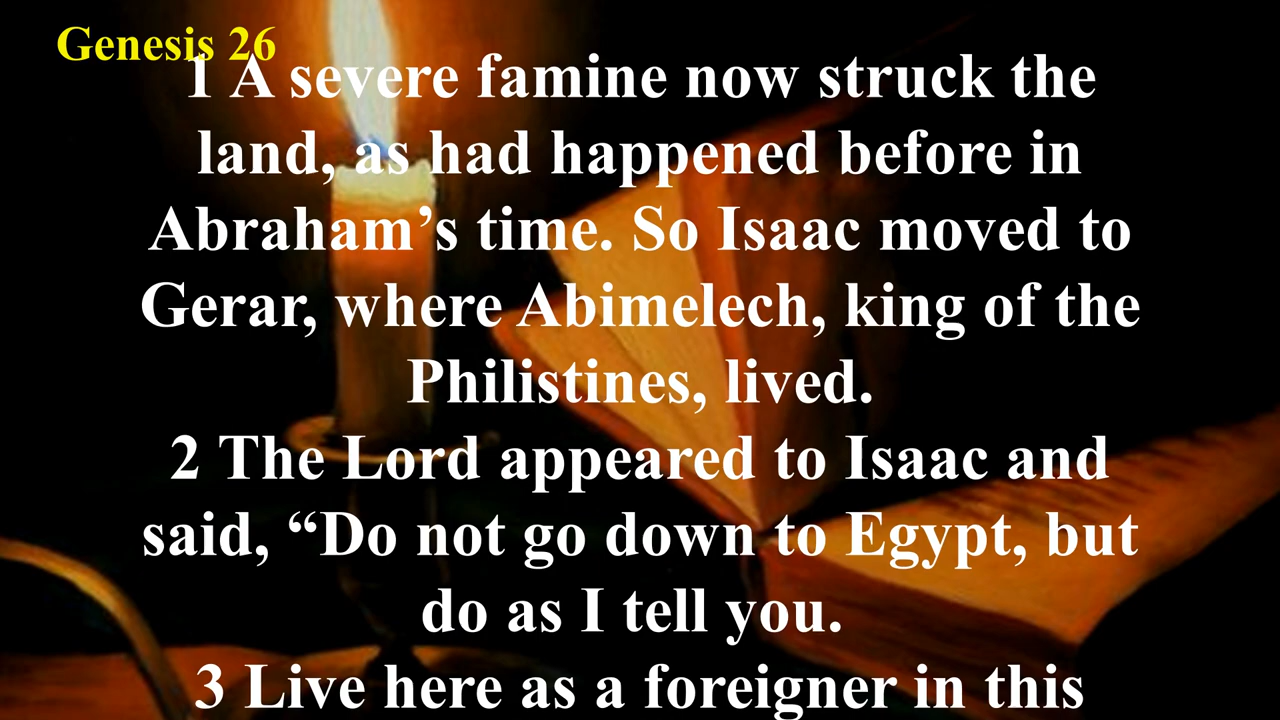 Genesis 26
1 A severe famine now struck the
land, as had happened before in
Abraham’s time. So Isaac moved to
Gerar, where Abimelech, king of the
Philistines, lived.
2 The Lord appeared to Isaac and
said, “Do not go down to Egypt, but
do as I tell you.
3 Live here as a foreigner in this